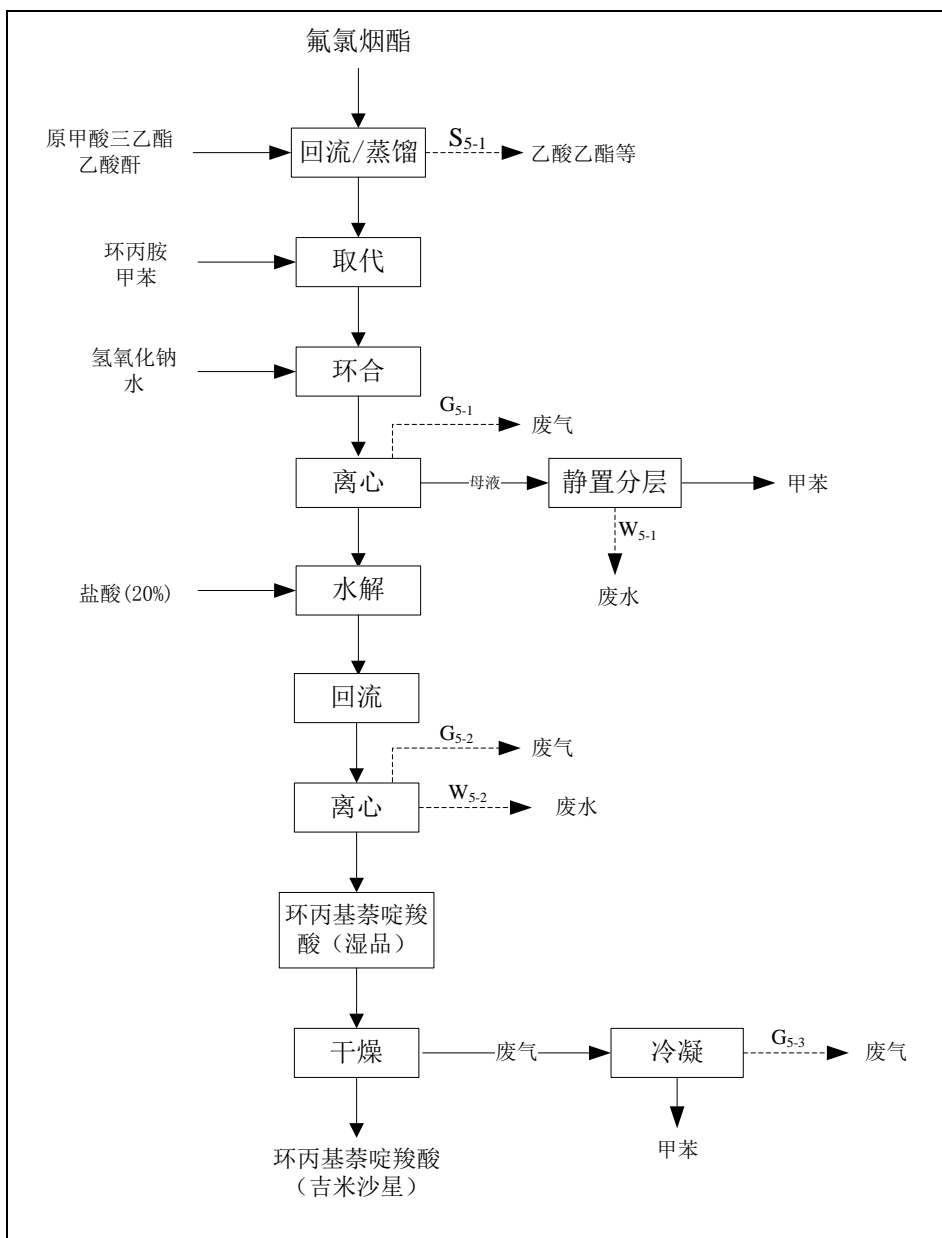 氟氯烟酯
原甲酸三乙酯
乙酸酐
回流/蒸馏
S5-1
乙酸乙酯等
环丙胺
甲苯
取代
氢氧化钠
水
环合
G5-1
废气
离心
母液
静置分层
甲苯
W5-1
废水
盐酸(20%)
水解
回流
G5-2
废气
离心
W5-2
废水
环丙基萘啶羧
酸（湿品）
干燥
废气
冷凝
G5-3
废气
甲苯
环丙基萘啶羧酸
（吉米沙星）